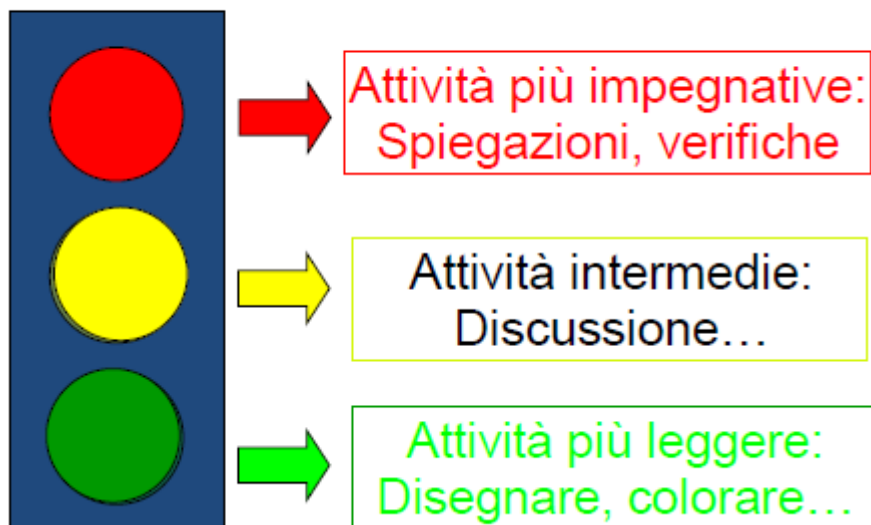 Attività più impegnative:
Spiegazioni, verifiche
Attività intermedie:
Discussione…
Attività più leggere:
Disegnare, colorare…